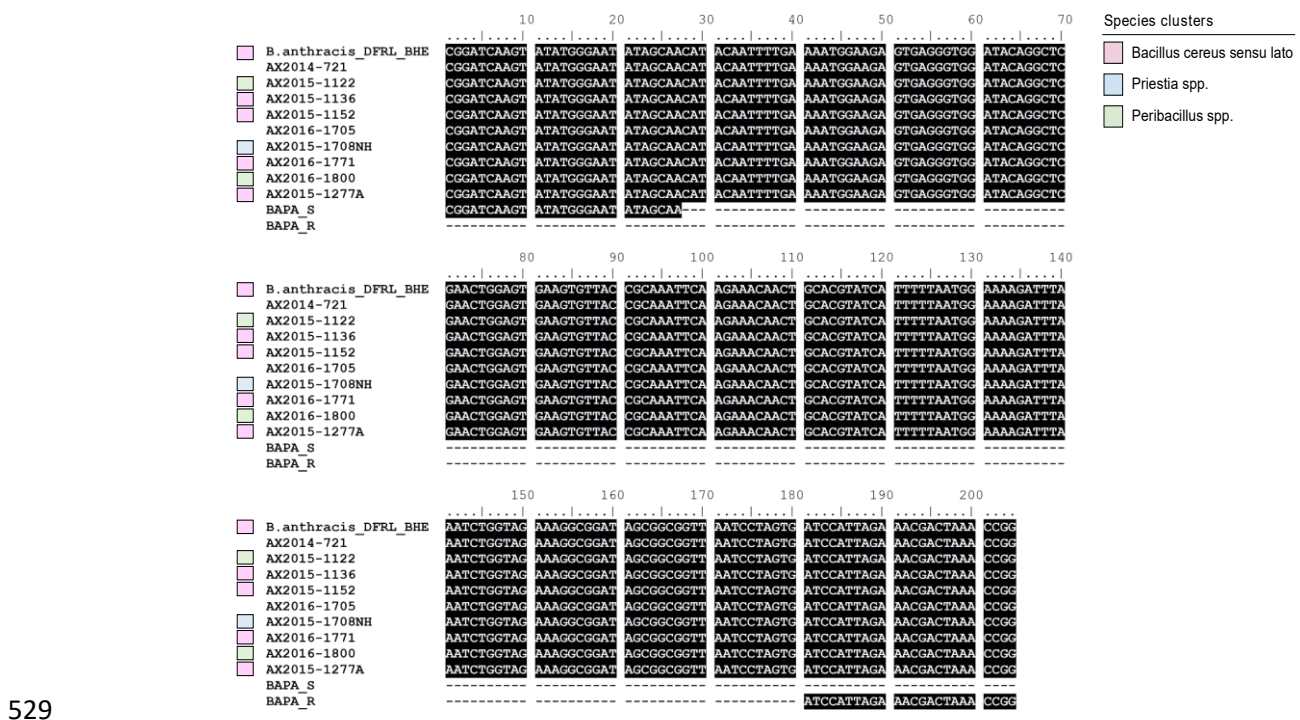 10 20 30 40 50 60 70
B.anthracis_DFRL_BHE CGGATCAAGT ATATGGGAAT ATAGCAACAT ACAATTTTGA AAATGGAAGA GTGAGGGTGG ATACAGGCTC
AX2014-721 CGGATCAAGT ATATGGGAAT ATAGCAACAT ACAATTTTGA AAATGGAAGA GTGAGGGTGG ATACAGGCTC
AX2015-1122 CGGATCAAGT ATATGGGAAT ATAGCAACAT ACAATTTTGA AAATGGAAGA GTGAGGGTGG ATACAGGCTC
AX2015-1136 CGGATCAAGT ATATGGGAAT ATAGCAACAT ACAATTTTGA AAATGGAAGA GTGAGGGTGG ATACAGGCTC
AX2015-1152 CGGATCAAGT ATATGGGAAT ATAGCAACAT ACAATTTTGA AAATGGAAGA GTGAGGGTGG ATACAGGCTC
AX2016-1705 CGGATCAAGT ATATGGGAAT ATAGCAACAT ACAATTTTGA AAATGGAAGA GTGAGGGTGG ATACAGGCTC
AX2015-1708NH CGGATCAAGT ATATGGGAAT ATAGCAACAT ACAATTTTGA AAATGGAAGA GTGAGGGTGG ATACAGGCTC
AX2016-1771 CGGATCAAGT ATATGGGAAT ATAGCAACAT ACAATTTTGA AAATGGAAGA GTGAGGGTGG ATACAGGCTC
AX2016-1800 CGGATCAAGT ATATGGGAAT ATAGCAACAT ACAATTTTGA AAATGGAAGA GTGAGGGTGG ATACAGGCTC
AX2015-1277A CGGATCAAGT ATATGGGAAT ATAGCAACAT ACAATTTTGA AAATGGAAGA GTGAGGGTGG ATACAGGCTC
BAPA_S CGGATCAAGT ATATGGGAAT ATAGCAA--- ---------- ---------- ---------- ----------
BAPA_R ---------- ---------- ---------- ---------- ---------- ---------- ----------
Species clusters
Bacillus cereus sensu lato
Priestia spp.
Peribacillus spp.
80 90 100 110 120 130 140
B.anthracis_DFRL_BHE GAACTGGAGT GAAGTGTTAC CGCAAATTCA AGAAACAACT GCACGTATCA TTTTTAATGG AAAAGATTTA
AX2014-721 GAACTGGAGT GAAGTGTTAC CGCAAATTCA AGAAACAACT GCACGTATCA TTTTTAATGG AAAAGATTTA
AX2015-1122 GAACTGGAGT GAAGTGTTAC CGCAAATTCA AGAAACAACT GCACGTATCA TTTTTAATGG AAAAGATTTA
AX2015-1136 GAACTGGAGT GAAGTGTTAC CGCAAATTCA AGAAACAACT GCACGTATCA TTTTTAATGG AAAAGATTTA
AX2015-1152 GAACTGGAGT GAAGTGTTAC CGCAAATTCA AGAAACAACT GCACGTATCA TTTTTAATGG AAAAGATTTA
AX2016-1705 GAACTGGAGT GAAGTGTTAC CGCAAATTCA AGAAACAACT GCACGTATCA TTTTTAATGG AAAAGATTTA
AX2015-1708NH GAACTGGAGT GAAGTGTTAC CGCAAATTCA AGAAACAACT GCACGTATCA TTTTTAATGG AAAAGATTTA
AX2016-1771 GAACTGGAGT GAAGTGTTAC CGCAAATTCA AGAAACAACT GCACGTATCA TTTTTAATGG AAAAGATTTA
AX2016-1800 GAACTGGAGT GAAGTGTTAC CGCAAATTCA AGAAACAACT GCACGTATCA TTTTTAATGG AAAAGATTTA
AX2015-1277A GAACTGGAGT GAAGTGTTAC CGCAAATTCA AGAAACAACT GCACGTATCA TTTTTAATGG AAAAGATTTA
BAPA_S ---------- ---------- ---------- ---------- ---------- ---------- ----------
BAPA_R ---------- ---------- ---------- ---------- ---------- ---------- ----------
150 160 170 180 190 200
B.anthracis_DFRL_BHE AATCTGGTAG AAAGGCGGAT AGCGGCGGTT AATCCTAGTG ATCCATTAGA AACGACTAAA CCGG
AX2014-721 AATCTGGTAG AAAGGCGGAT AGCGGCGGTT AATCCTAGTG ATCCATTAGA AACGACTAAA CCGG
AX2015-1122 AATCTGGTAG AAAGGCGGAT AGCGGCGGTT AATCCTAGTG ATCCATTAGA AACGACTAAA CCGG
AX2015-1136 AATCTGGTAG AAAGGCGGAT AGCGGCGGTT AATCCTAGTG ATCCATTAGA AACGACTAAA CCGG
AX2015-1152 AATCTGGTAG AAAGGCGGAT AGCGGCGGTT AATCCTAGTG ATCCATTAGA AACGACTAAA CCGG
AX2016-1705 AATCTGGTAG AAAGGCGGAT AGCGGCGGTT AATCCTAGTG ATCCATTAGA AACGACTAAA CCGG
AX2015-1708NH AATCTGGTAG AAAGGCGGAT AGCGGCGGTT AATCCTAGTG ATCCATTAGA AACGACTAAA CCGG
AX2016-1771 AATCTGGTAG AAAGGCGGAT AGCGGCGGTT AATCCTAGTG ATCCATTAGA AACGACTAAA CCGG
AX2016-1800 AATCTGGTAG AAAGGCGGAT AGCGGCGGTT AATCCTAGTG ATCCATTAGA AACGACTAAA CCGG
AX2015-1277A AATCTGGTAG AAAGGCGGAT AGCGGCGGTT AATCCTAGTG ATCCATTAGA AACGACTAAA CCGG
BAPA_S ---------- ---------- ---------- ---------- ---------- ---------- ----
BAPA_R ---------- ---------- ---------- ---------- ATCCATTAGA AACGACTAAA CCGG
529